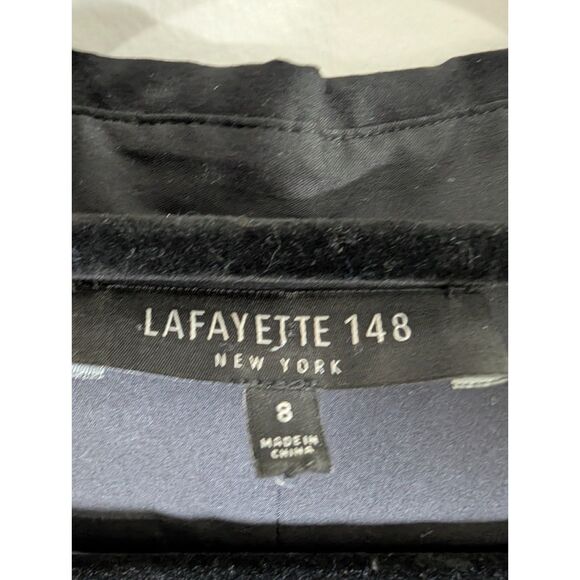 LAFAYETTE 148
NEW YORK
8
MADE IN
CHINA